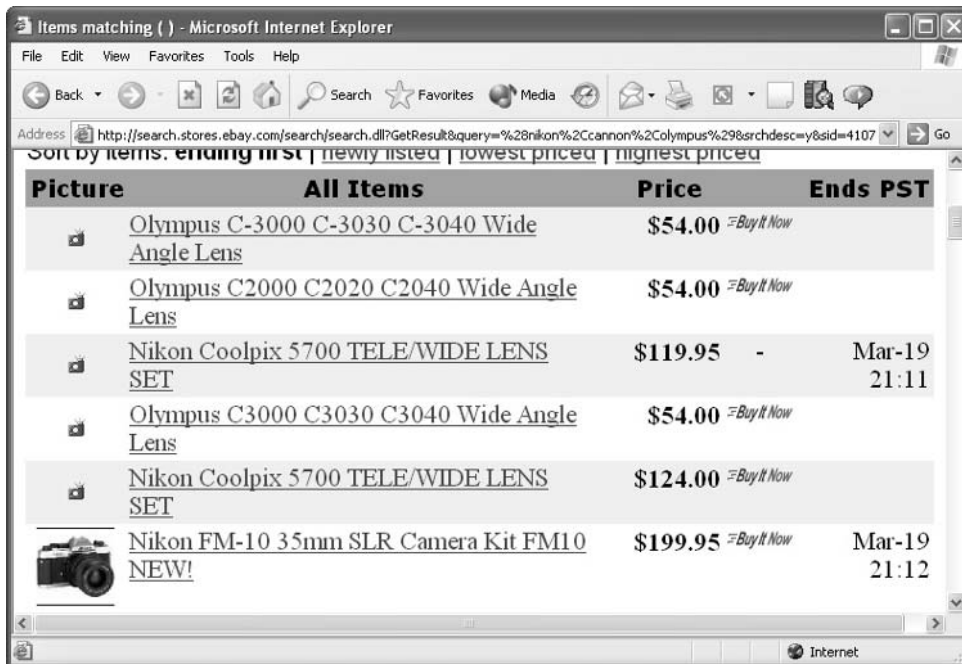 Items matching ( ) - Microsoft Internet Explorer
File Edit View Favorites Tools Help
Back Search Favorites Media
Address http://search.stores.ebay.com/search/search.dll?GetResult&query=%28nikon%2Ccannon%2Colympus%29&srchdesc=y&sid=4107 Go
Sort by items: ending first | newly listed | lowest priced | highest priced
Picture All Items Price Ends PST
Olympus C-3000 C-3030 C-3040 Wide $54.00 Buy It Now
Angle Lens
Olympus C2000 C2020 C2040 Wide Angle $54.00 Buy It Now
Lens
Nikon Coolpix 5700 TELE/WIDE LENS $119.95 - Mar-19
SET 21:11
Olympus C3000 C3030 C3040 Wide Angle $54.00 Buy It Now
Lens
Nikon Coolpix 5700 TELE/WIDE LENS $124.00 Buy It Now
SET
Nikon FM-10 35mm SLR Camera Kit FM10 $199.95 Buy It Now Mar-19
NEW! 21:12
Internet